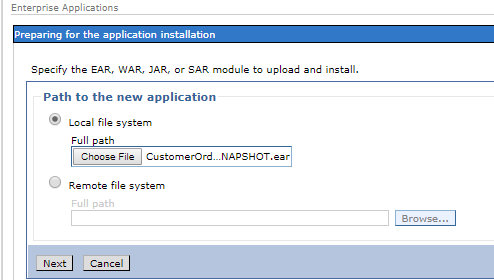 Enterprise Applications
Preparing for the application installation
Specify the EAR, WAR, JAR, or SAR module to upload and install.
Path to the new application
Local file system
Full path
Choose File CustomerOrd...NAPSHOT.ear
Remote file system
Full path
Browse...
Next Cancel